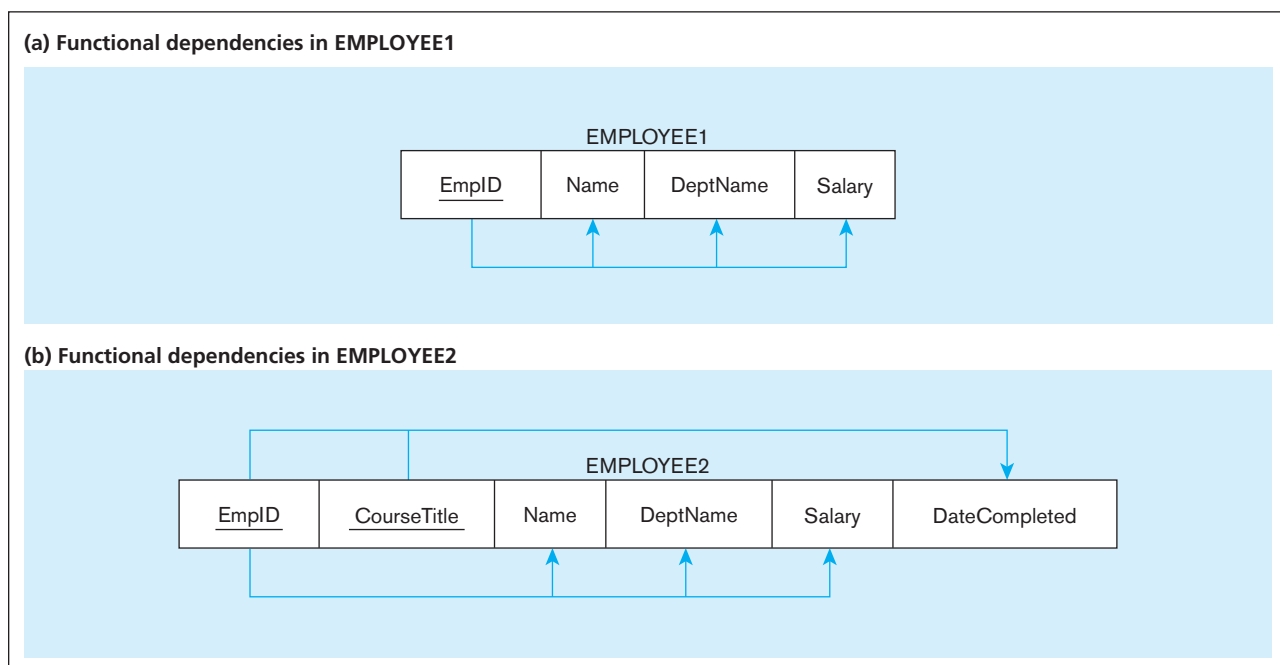 (a) Functional dependencies in EMPLOYEE1
EMPLOYEE1
EmpID Name DeptName Salary
(b) Functional dependencies in EMPLOYEE2
EMPLOYEE2
EmpID CourseTitle Name DeptName Salary DateCompleted